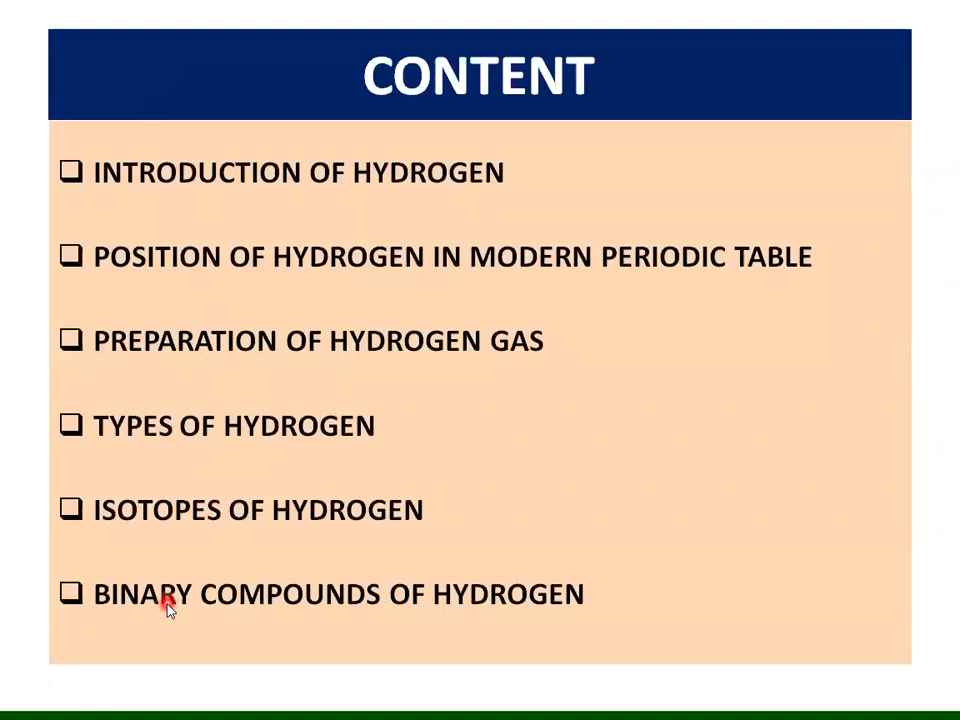 CONTENT
INTRODUCTION OF HYDROGEN
POSITION OF HYDROGEN IN MODERN PERIODIC TABLE
PREPARATION OF HYDROGEN GAS
TYPES OF HYDROGEN
ISOTOPES OF HYDROGEN
BINARY COMPOUNDS OF HYDROGEN